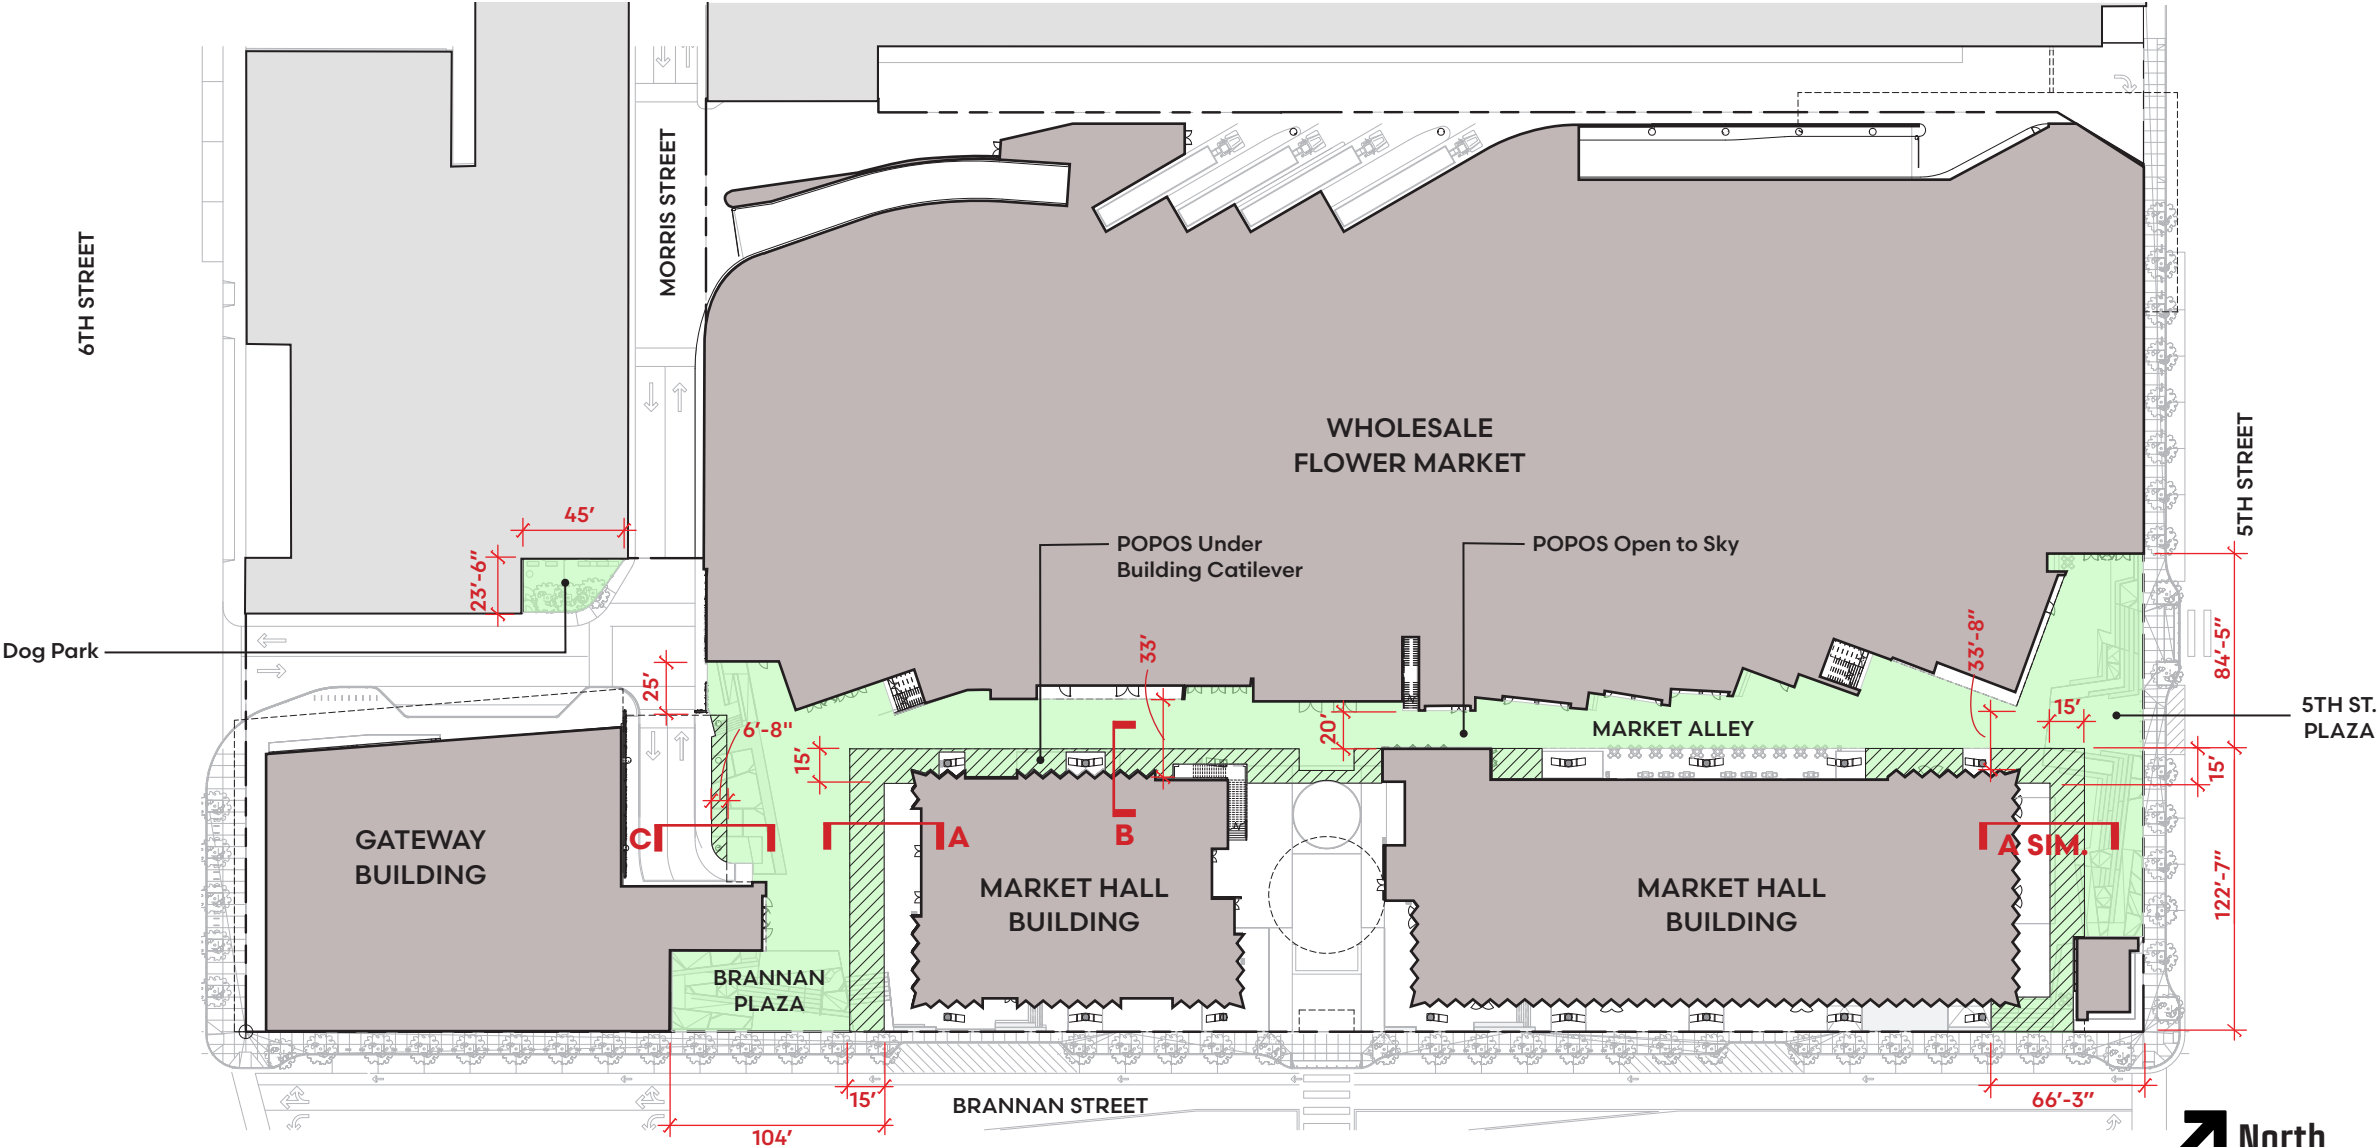 6TH STREET
MORRIS STREET
WHOLESALE
FLOWER MARKET
5TH STREET
45'
23'-6"
POPOS Under
Building Catilever
POPOS Open to Sky
Dog Park
25'
6'-8"
15'
33'
20'
MARKET ALLEY
33'-8"
15'
84'-5"
5TH ST.
PLAZA
15'
122'-7"
GATEWAY
BUILDING
C
A
B
A SIM.
MARKET HALL
BUILDING
MARKET HALL
BUILDING
BRANNAN
PLAZA
15'
104'
BRANNAN STREET
66'-3"
North